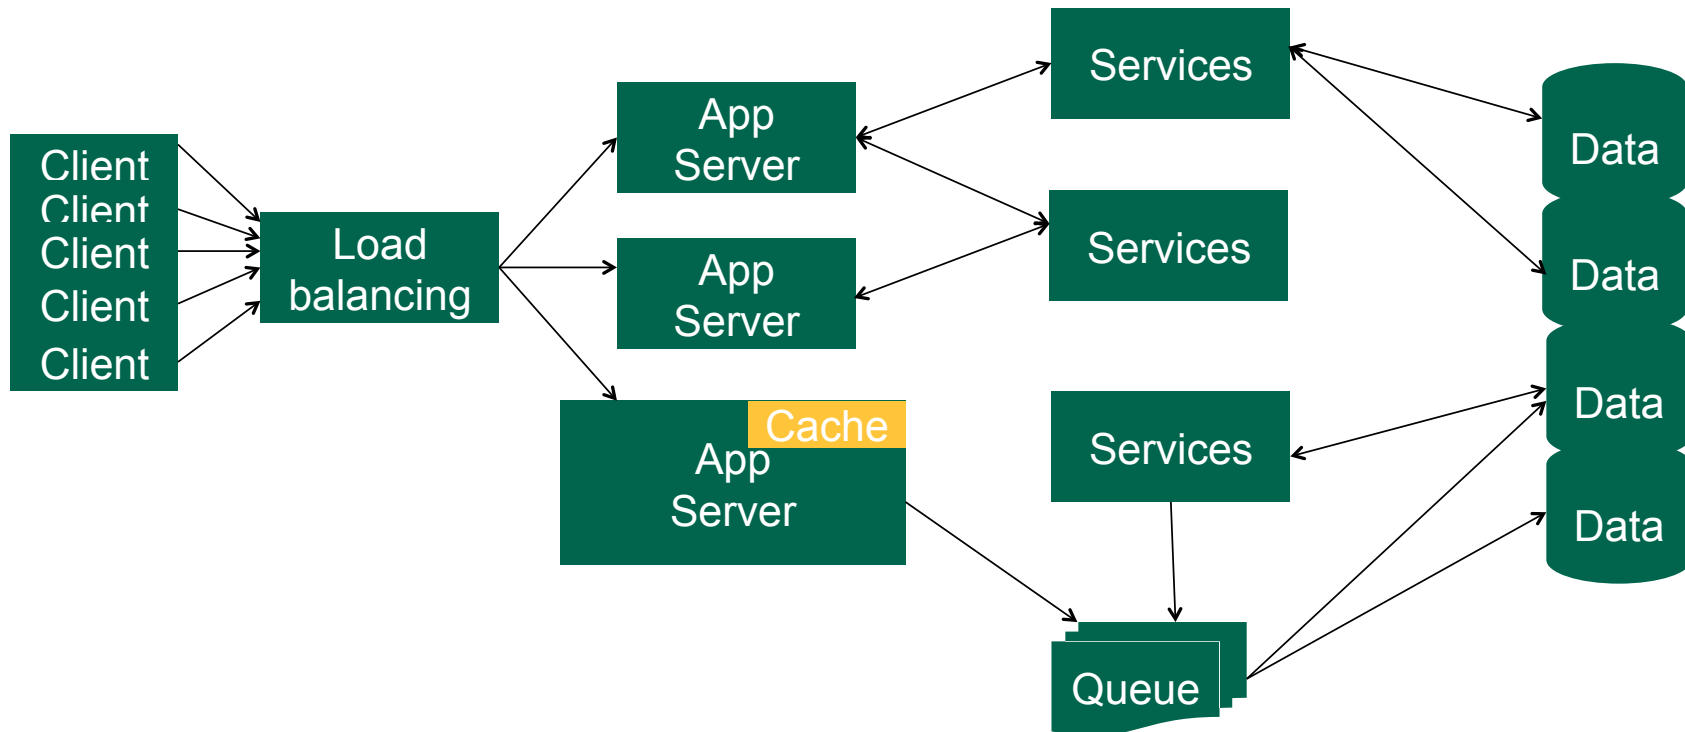 Client
Client
Client
Client
Client
Load
balancing
App
Server
App
Server
Cache
App
Server
Services
Services
Services
Queue
Data
Data
Data
Data